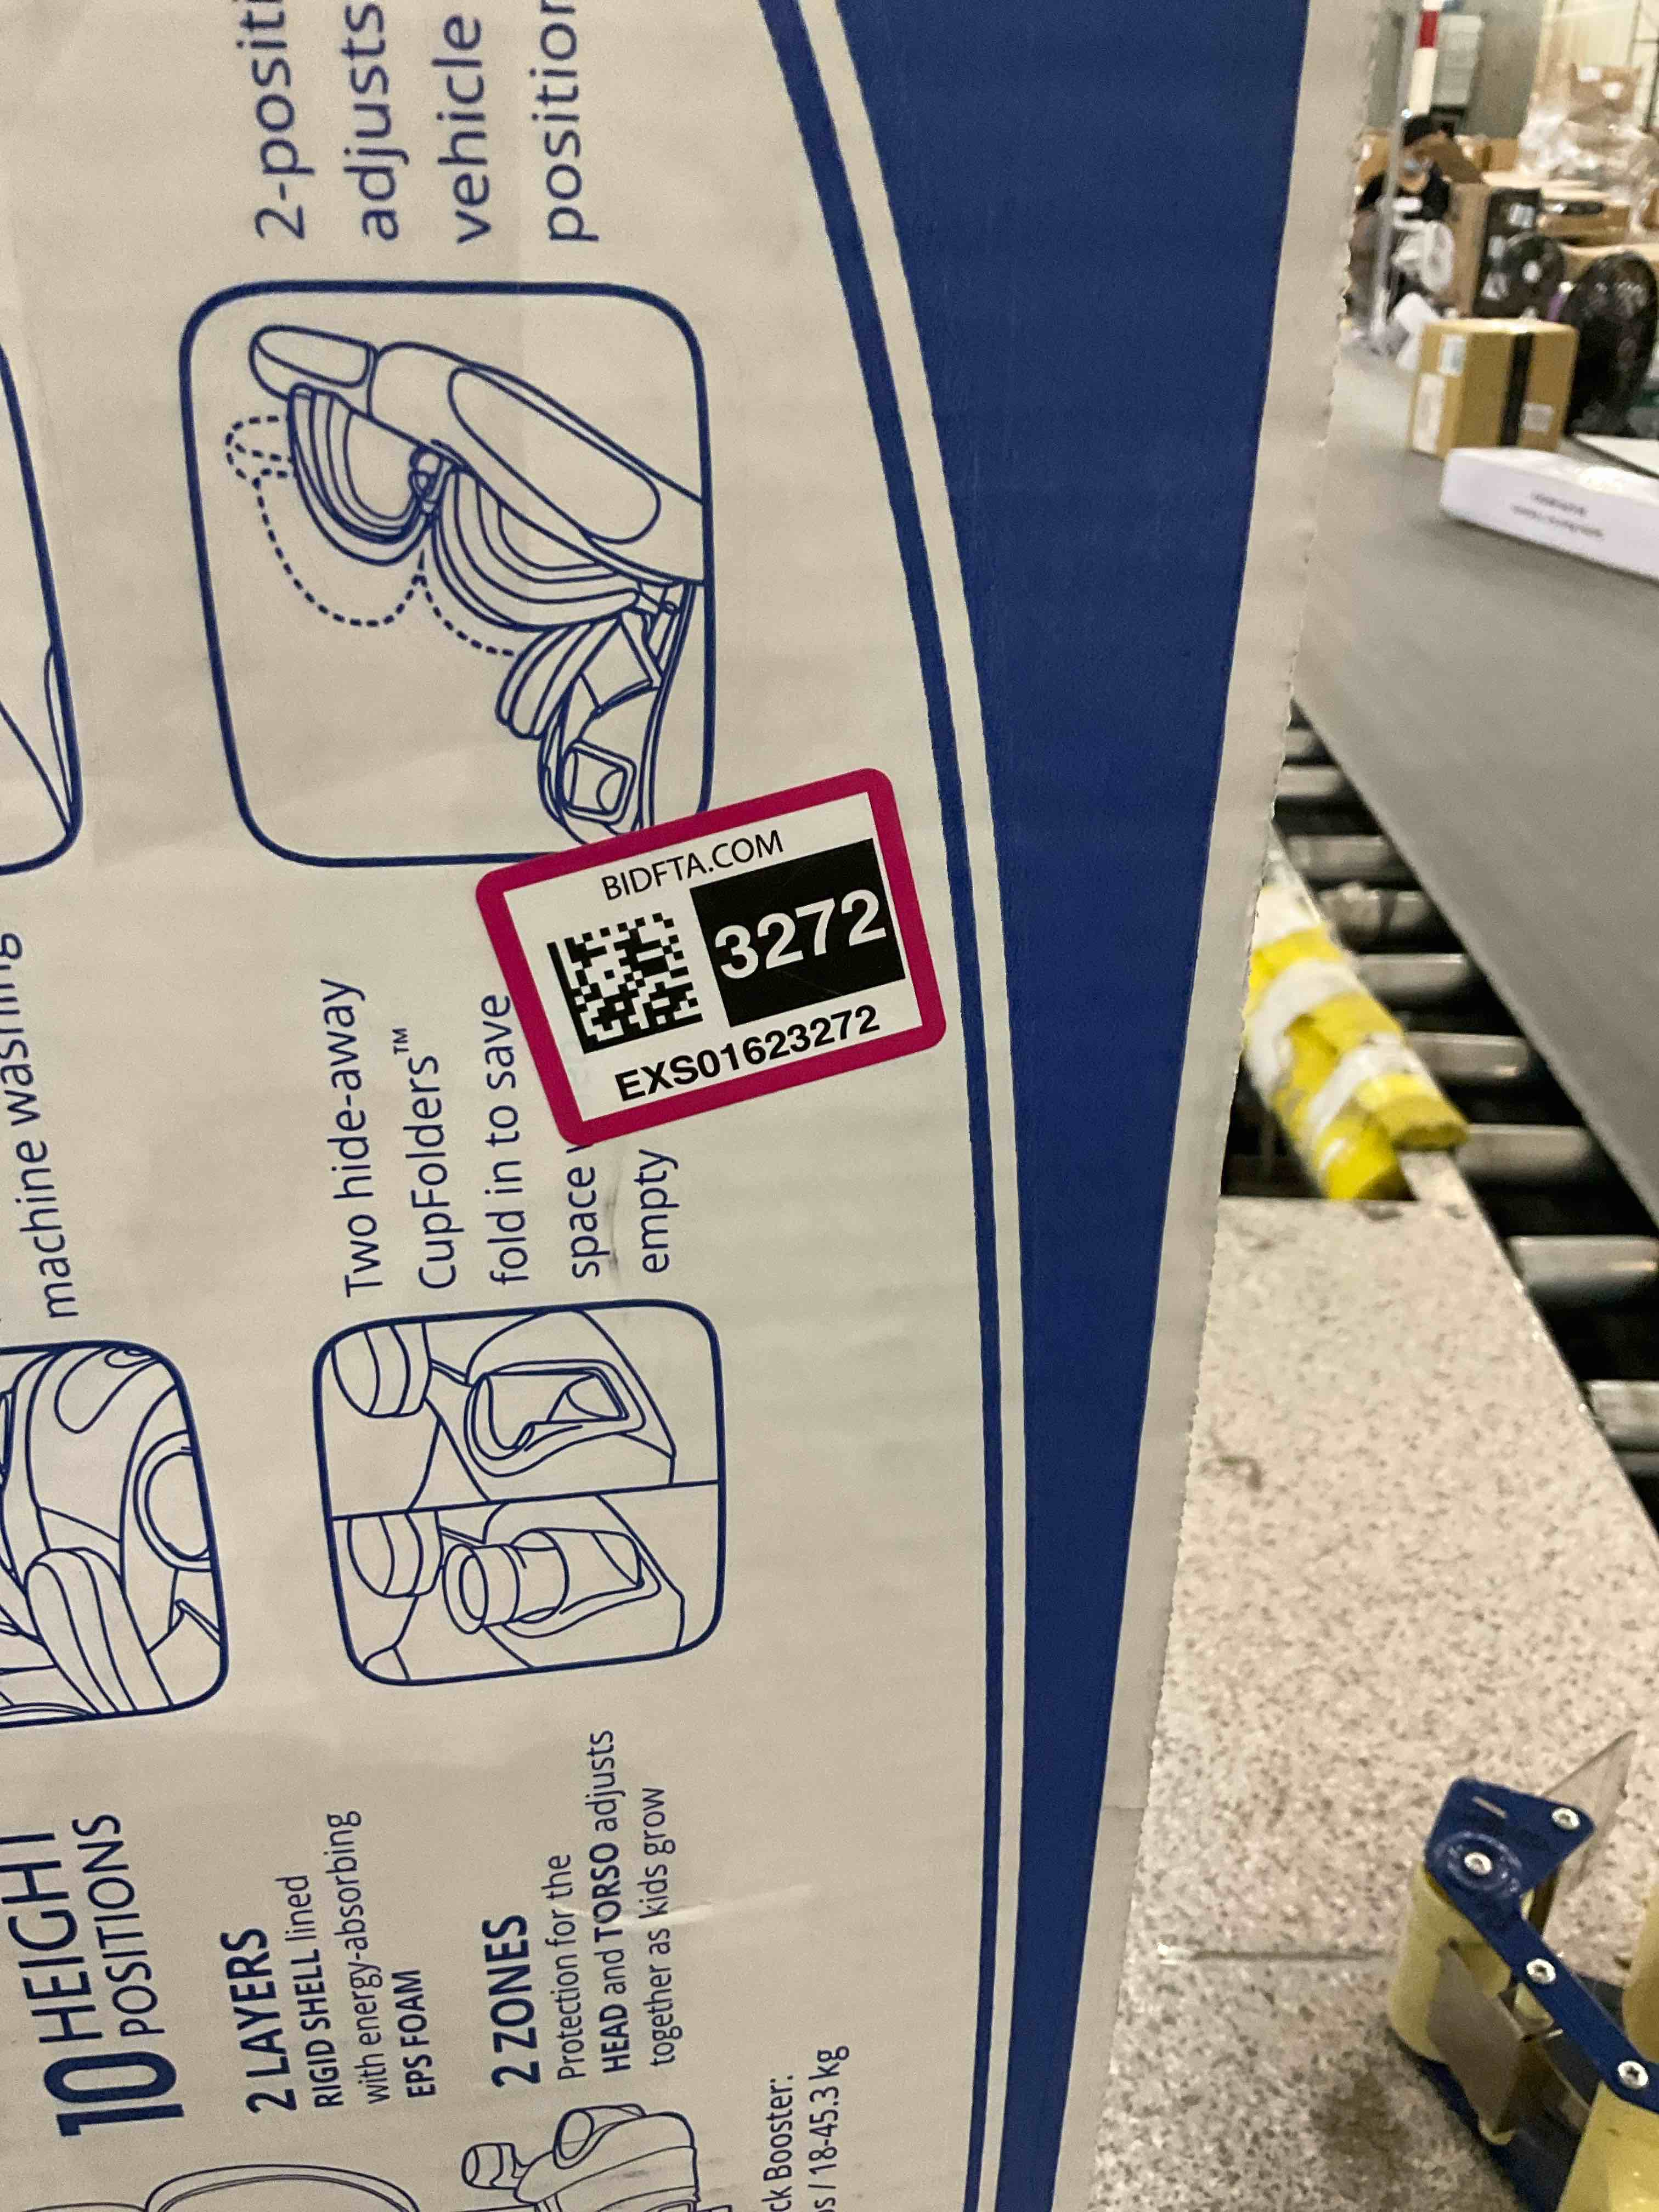 machine washing
2-positi
adjusts
vehicle
position
Two hide-away
CupFolders™
fold in to save
space
empty
BIDFTA.COM
3272
EXS01623272
10 HEIGHT
POSITIONS
2 LAYERS
RIGID SHELL lined
with energy-absorbing
EPS FOAM
2 ZONES
Protection for the
HEAD and TORSO adjusts
together as kids grow
ck Booster:
s / 18-45.3 kg